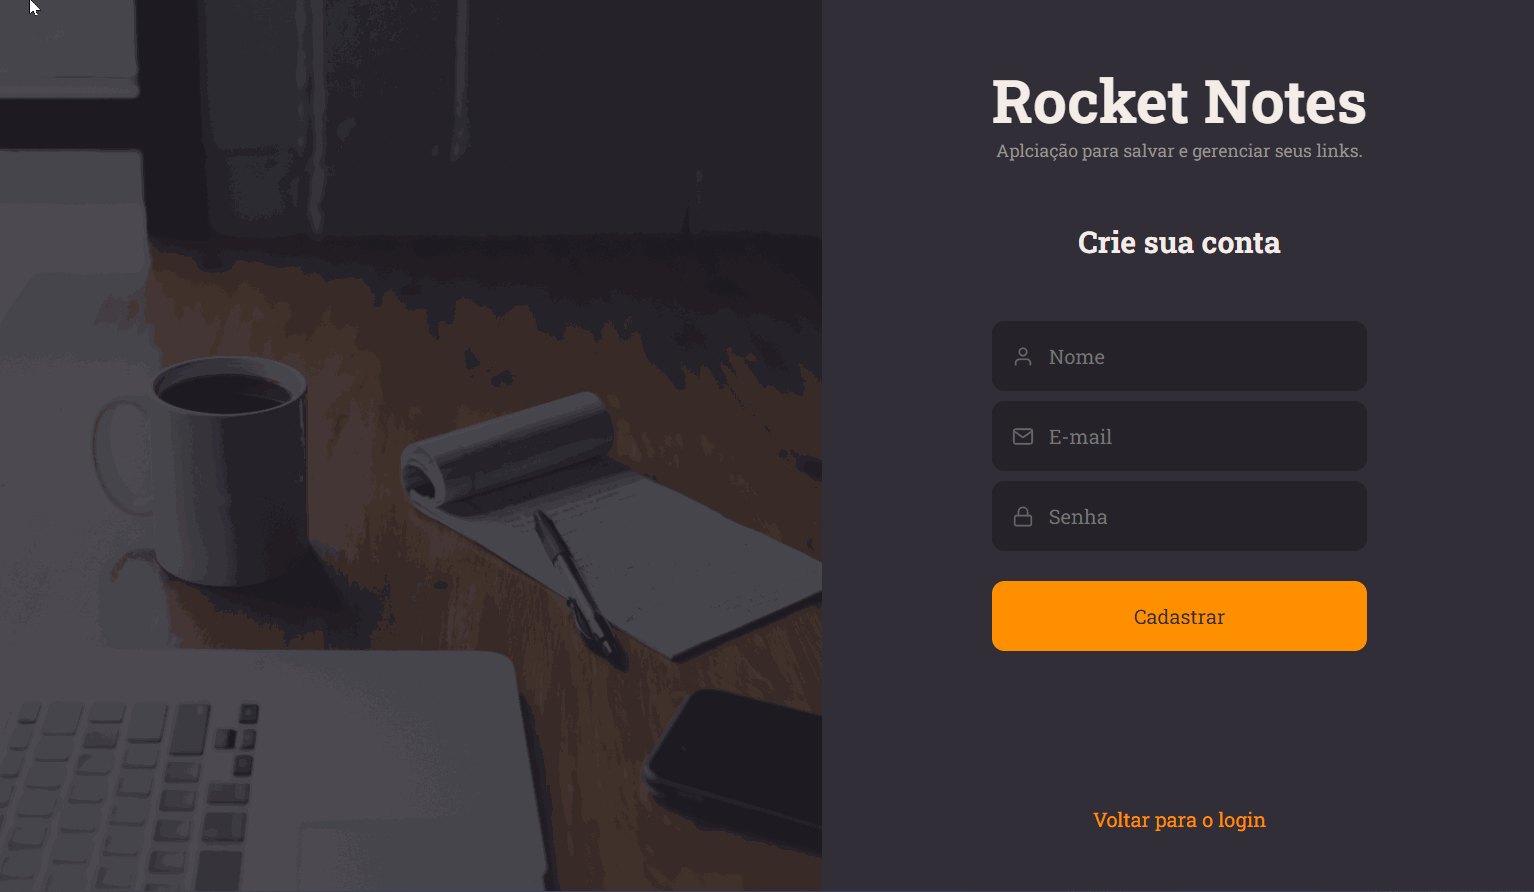 Rocket Notes
Aplciação para salvar e gerenciar seus links.
Crie sua conta
Nome
E-mail
Senha
Cadastrar
Voltar para o login